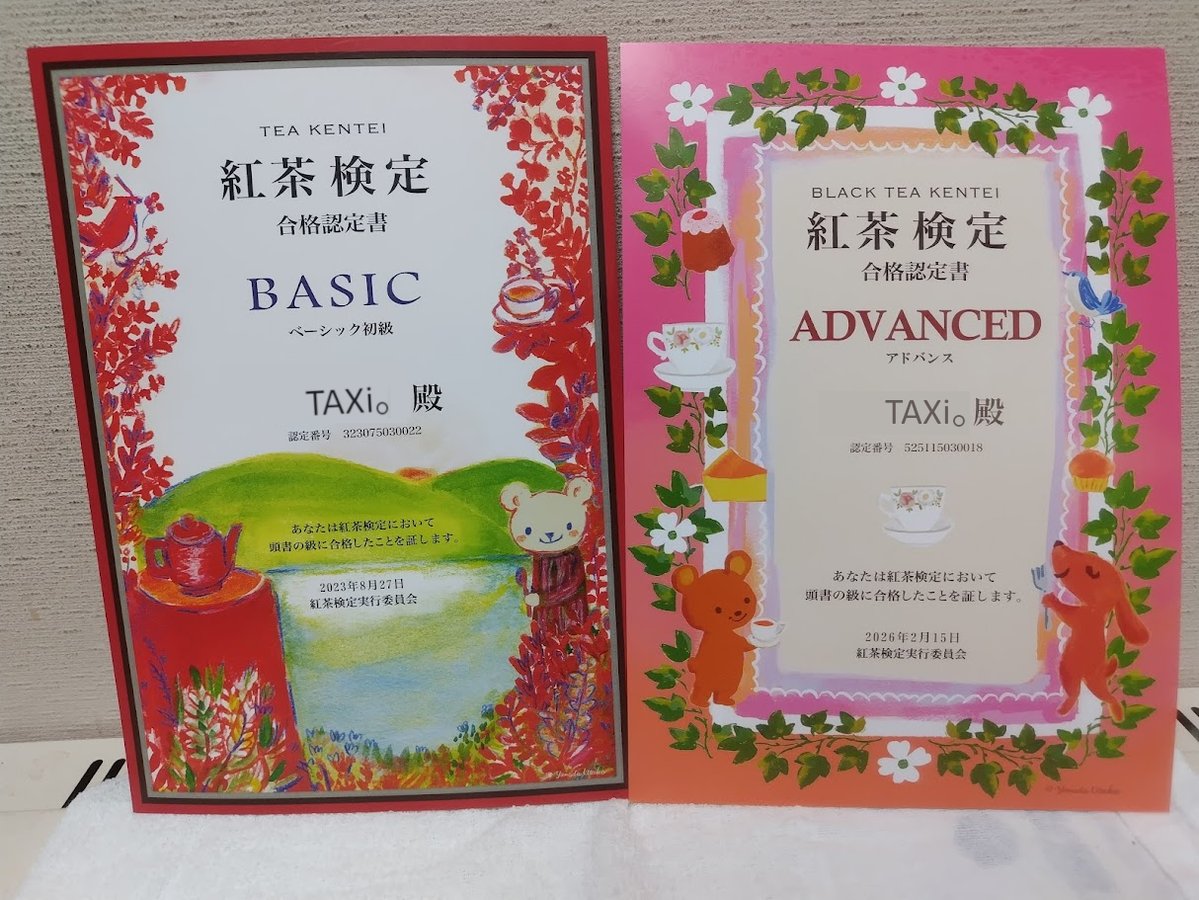 TEA KENTEI
紅茶検定
合格認定書
BASIC
ベーシック初級
TAXi。 殿
認定番号 323075030022
あなたは紅茶検定において
頭書の級に合格したことを証します。
2023年8月27日
紅茶検定実行委員会
BLACK TEA KENTEI
紅茶検定
合格認定書
ADVANCED
アドバンス
TAXi。殿
認定番号 525115030018
あなたは紅茶検定において
頭書の級に合格したことを証します。
2026年2月15日
紅茶検定実行委員会